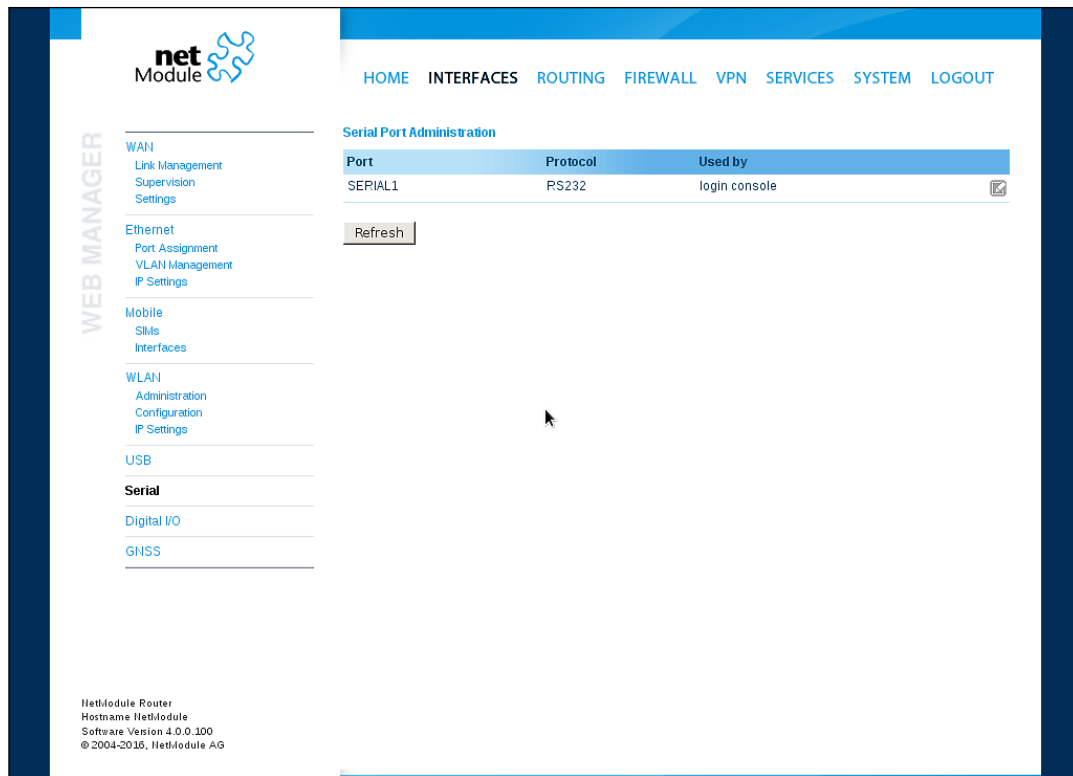 net
Module
HOME INTERFACES ROUTING FIREWALL VPN SERVICES SYSTEM LOGOUT
WEB MANAGER
WAN
Link Management
Supervision
Settings
Ethernet
Port Assignment
VLAN Management
IP Settings
Mobile
SIMs
Interfaces
WLAN
Administration
Configuration
IP Settings
USB
Serial
Digital I/O
GNSS
Serial Port Administration
Port Protocol Used by
SERIAL1 RS232 login console
Refresh
NetModule Router
Hostname NetModule
Software Version 4.0.0.100
© 2004-2016, NetModule AG